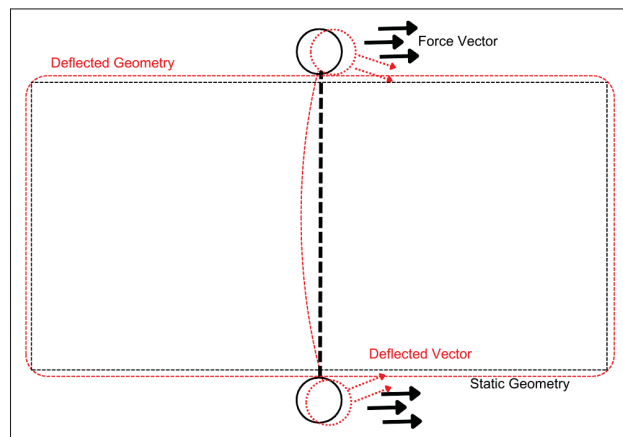 Force Vector
Deflected Geometry
Deflected Vector
Static Geometry